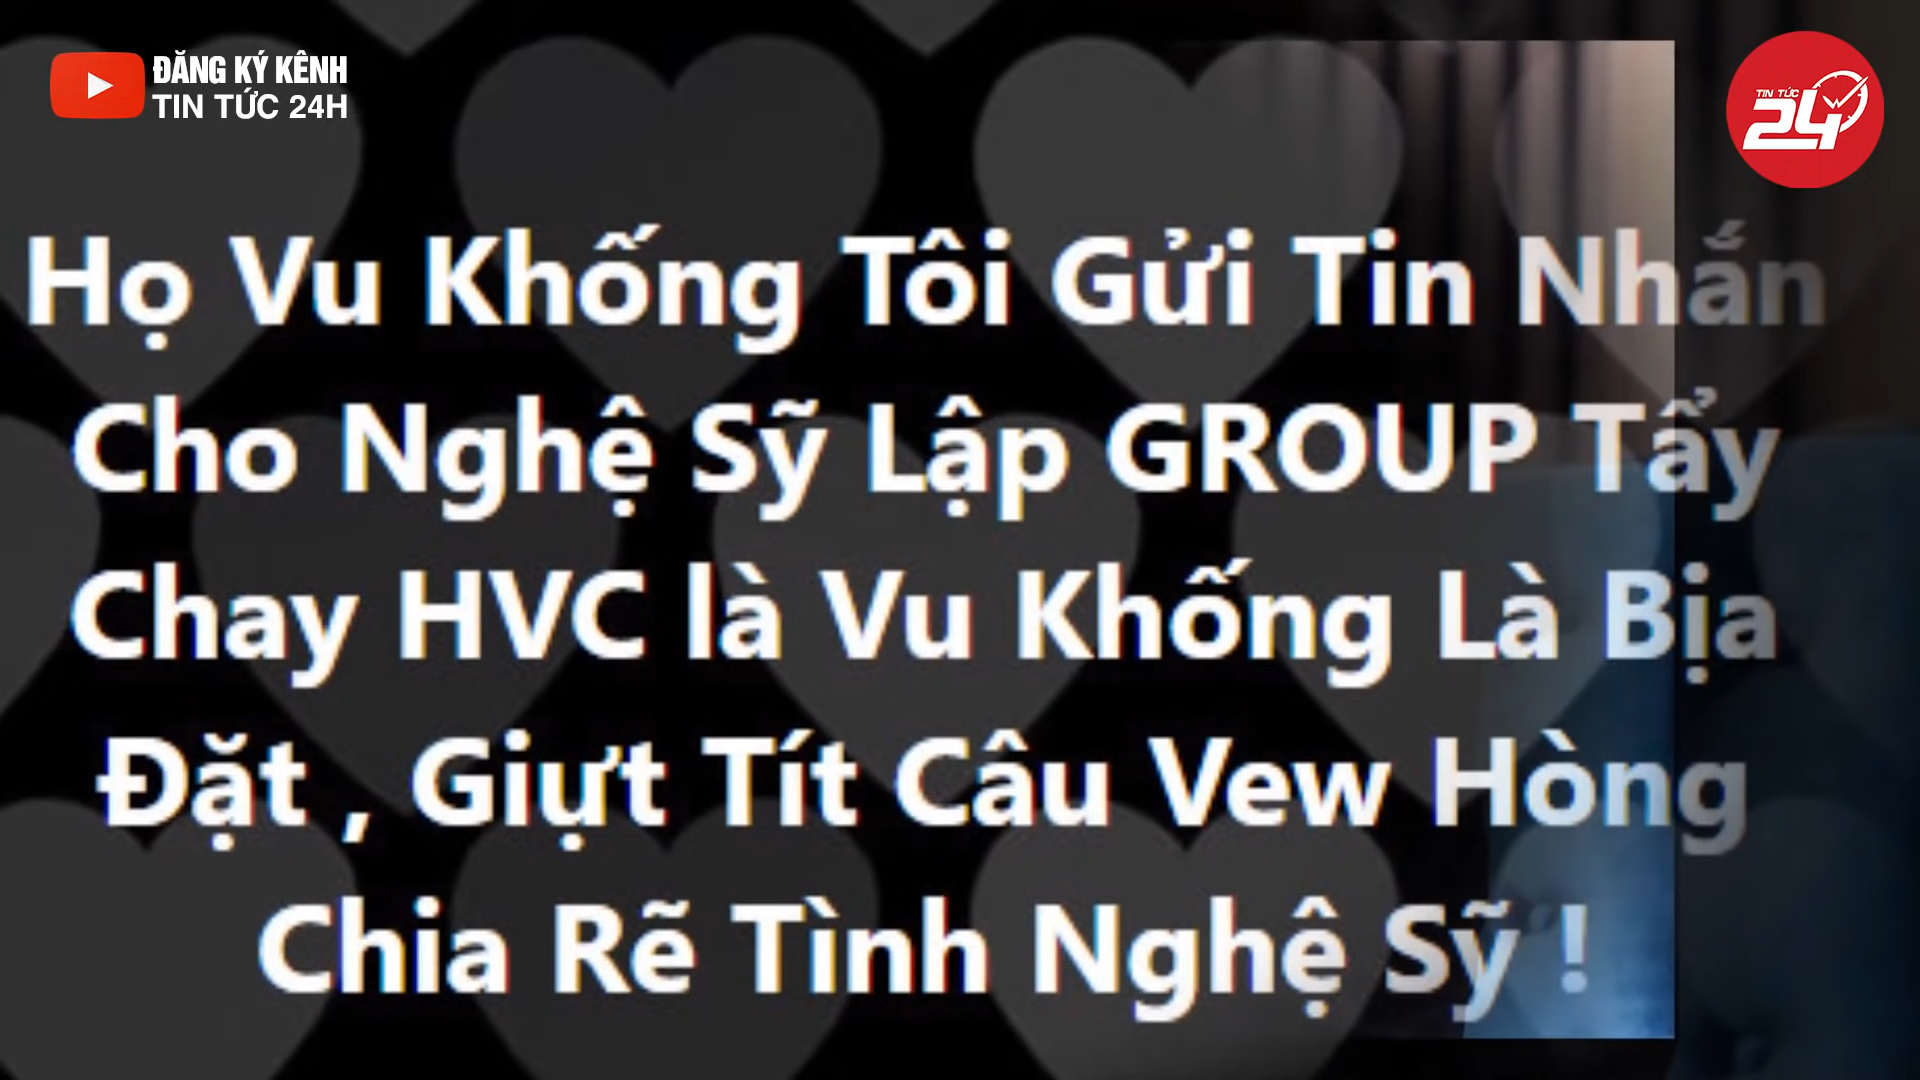 ĐĂNG KÝ KÊNH
TIN TỨC 24H
TIN TỨC
24
Họ Vu Khống Tôi Gửi Tin Nhắn
Cho Nghệ Sỹ Lập GROUP Tẩy
Chay HVC là Vu Khống Là Bịa
Đặt , Giựt Tít Câu Vew Hòng
Chia Rẽ Tình Nghệ Sỹ !